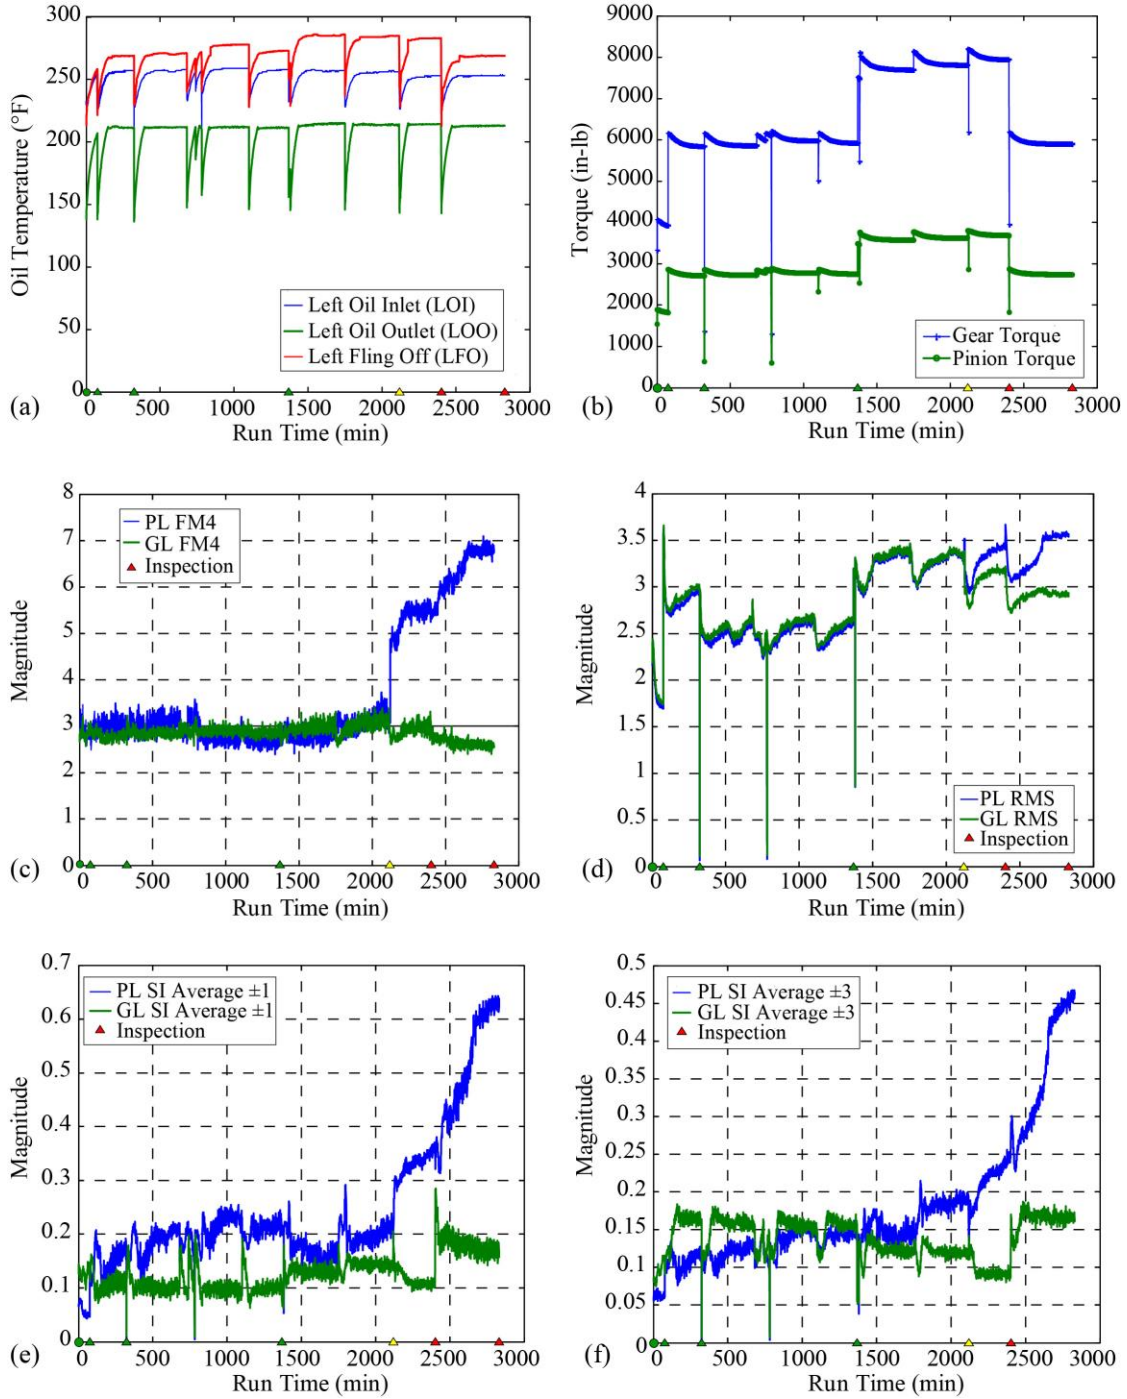 300
250
200
150
100
50
0
Oil Temperature (°F)
Left Oil Inlet (LOI)
Left Oil Outlet (LOO)
Left Fling Off (LFO)
0 500 1000 1500 2000 2500 3000
Run Time (min)
(a)
9000
8000
7000
6000
5000
4000
3000
2000
1000
0
Torque (in-lb)
Gear Torque
Pinion Torque
0 500 1000 1500 2000 2500 3000
Run Time (min)
(b)
8
7
6
5
4
3
2
1
0
Magnitude
PL FM4
GL FM4
Inspection
0 500 1000 1500 2000 2500 3000
Run Time (min)
(c)
4
3.5
3
2.5
2
1.5
1
0.5
0
Magnitude
PL RMS
GL RMS
Inspection
0 500 1000 1500 2000 2500 3000
Run Time (min)
(d)
0.7
0.6
0.5
0.4
0.3
0.2
0.1
0
Magnitude
PL SI Average ±1
GL SI Average ±1
Inspection
0 500 1000 1500 2000 2500 3000
Run Time (min)
(e)
0.5
0.45
0.4
0.35
0.3
0.25
0.2
0.15
0.1
0.05
0
Magnitude
PL SI Average ±3
GL SI Average ±3
Inspection
0 500 1000 1500 2000 2500 3000
Run Time (min)
(f)